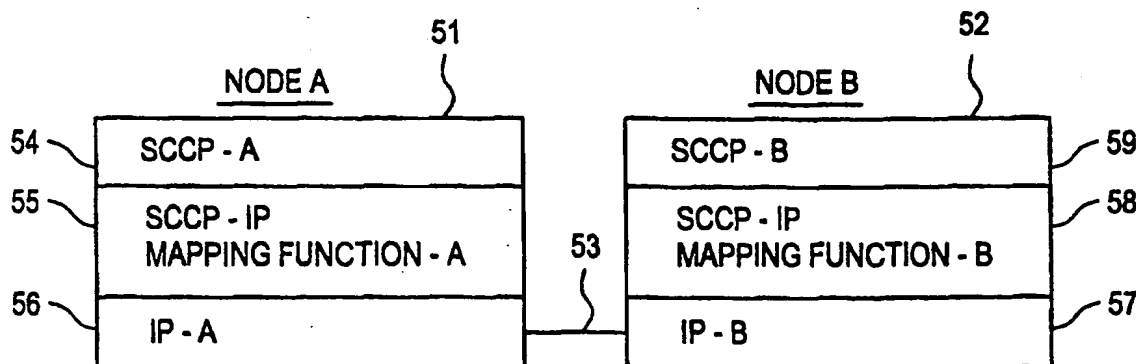 51
52
NODE A
NODE B
54
SCCP - A
SCCP - B
59
55
SCCP - IP
MAPPING FUNCTION - A
53
SCCP - IP
MAPPING FUNCTION - B
58
56
IP - A
IP - B
57